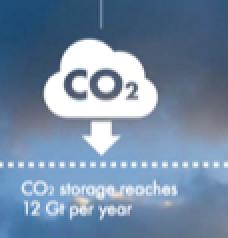 CO₂
CO₂ storage reaches
12 Gt per year